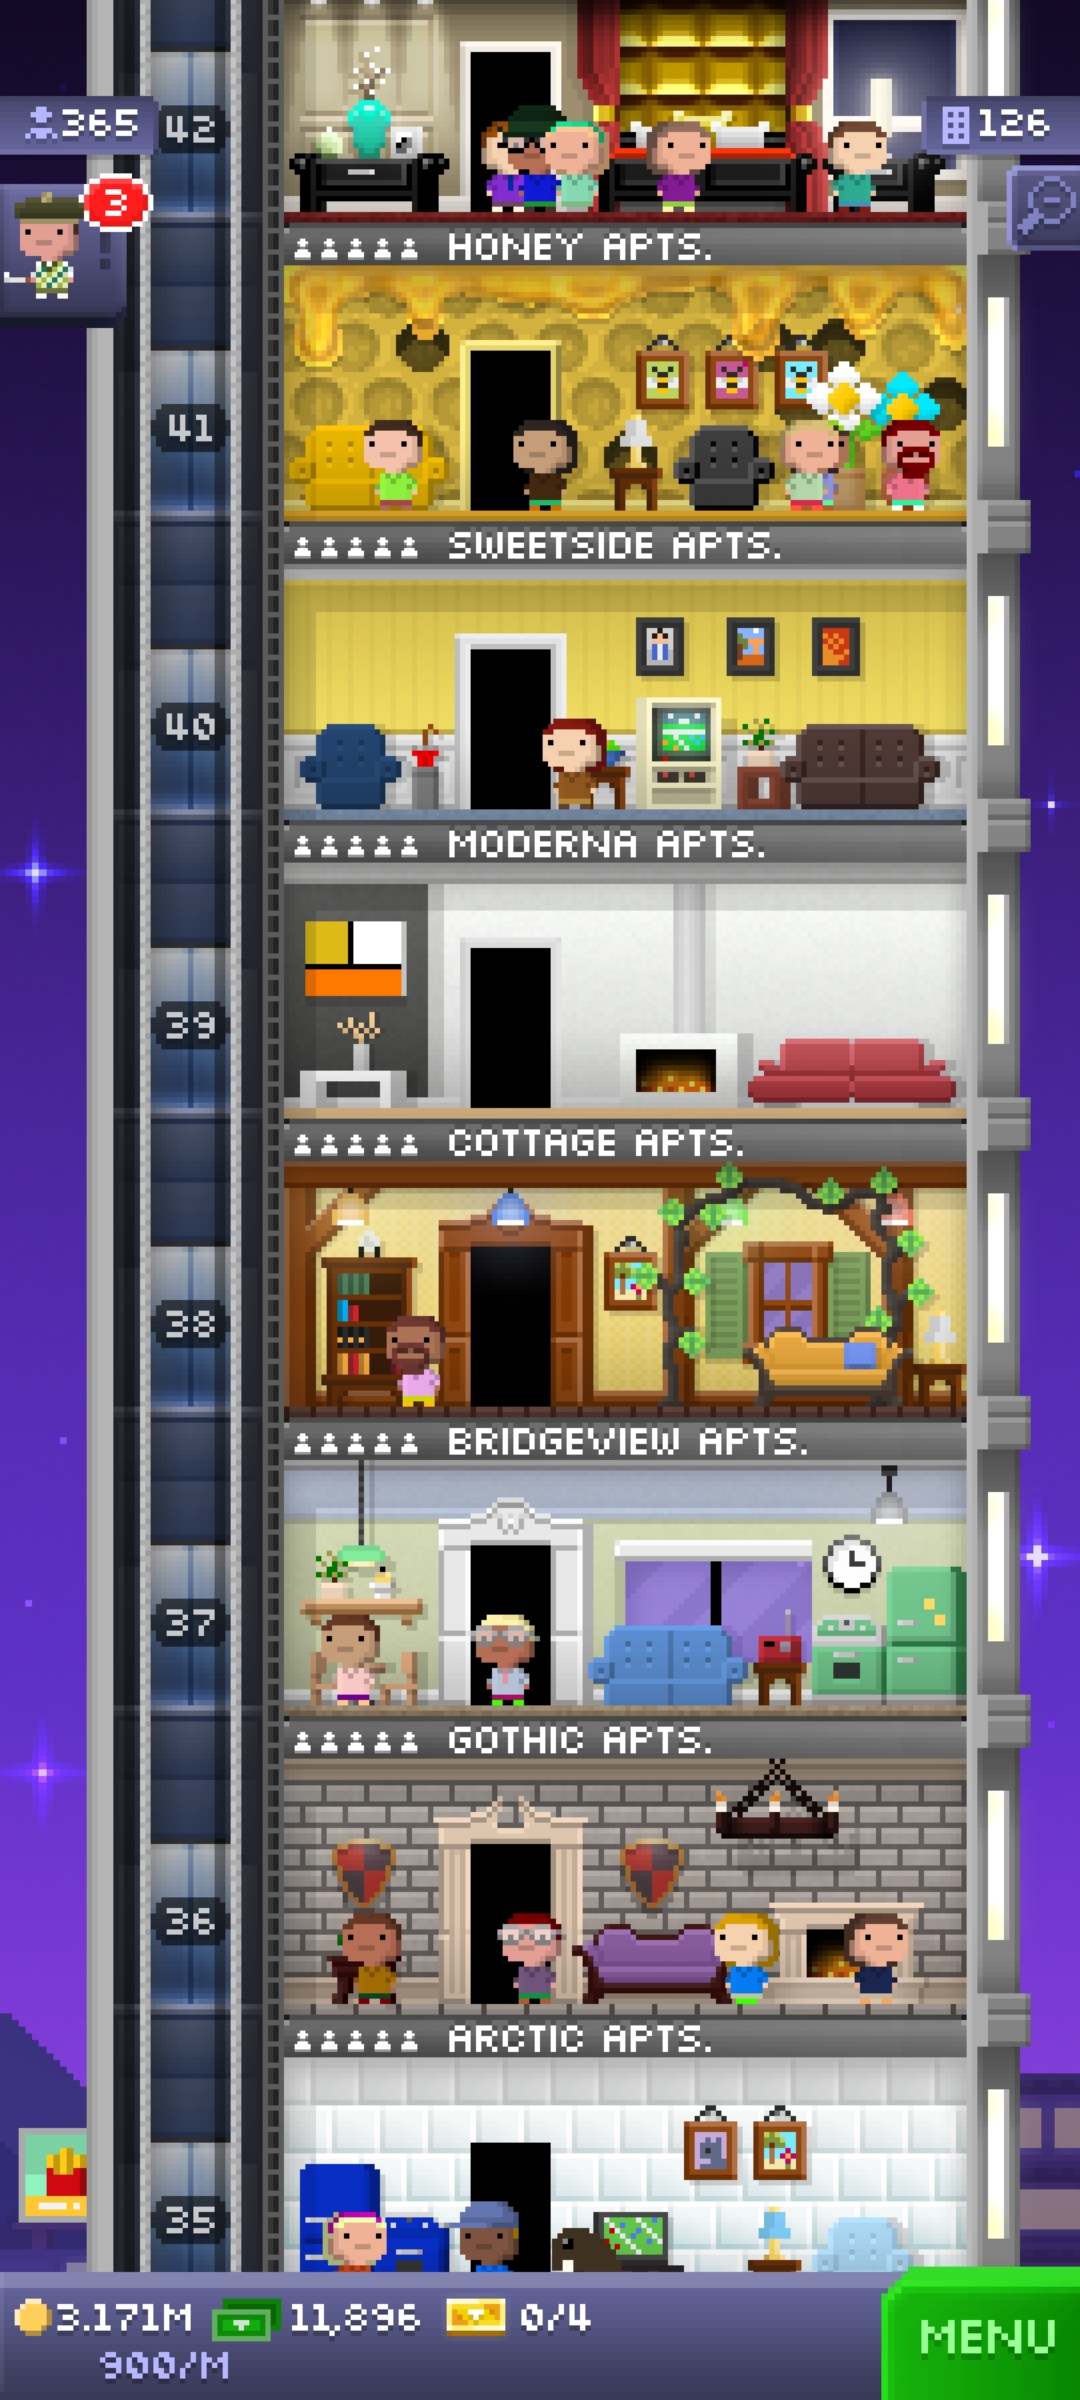 42
365
126
3
HONEY APTS.
41
SWEETSIDE APTS.
40
MODERNA APTS.
39
COTTAGE APTS.
38
BRIDGEVIEW APTS.
37
GOTHIC APTS.
36
ARCTIC APTS.
35
3.171M 11,896 0/4
900/M
MENU